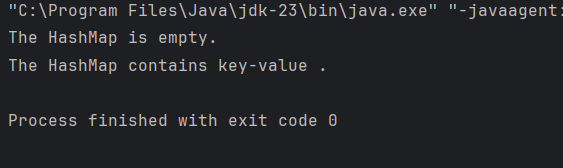 "C:\Program Files\Java\jdk-23\bin\java.exe" "-javaagent:
The HashMap is empty.
The HashMap contains key-value .
Process finished with exit code 0